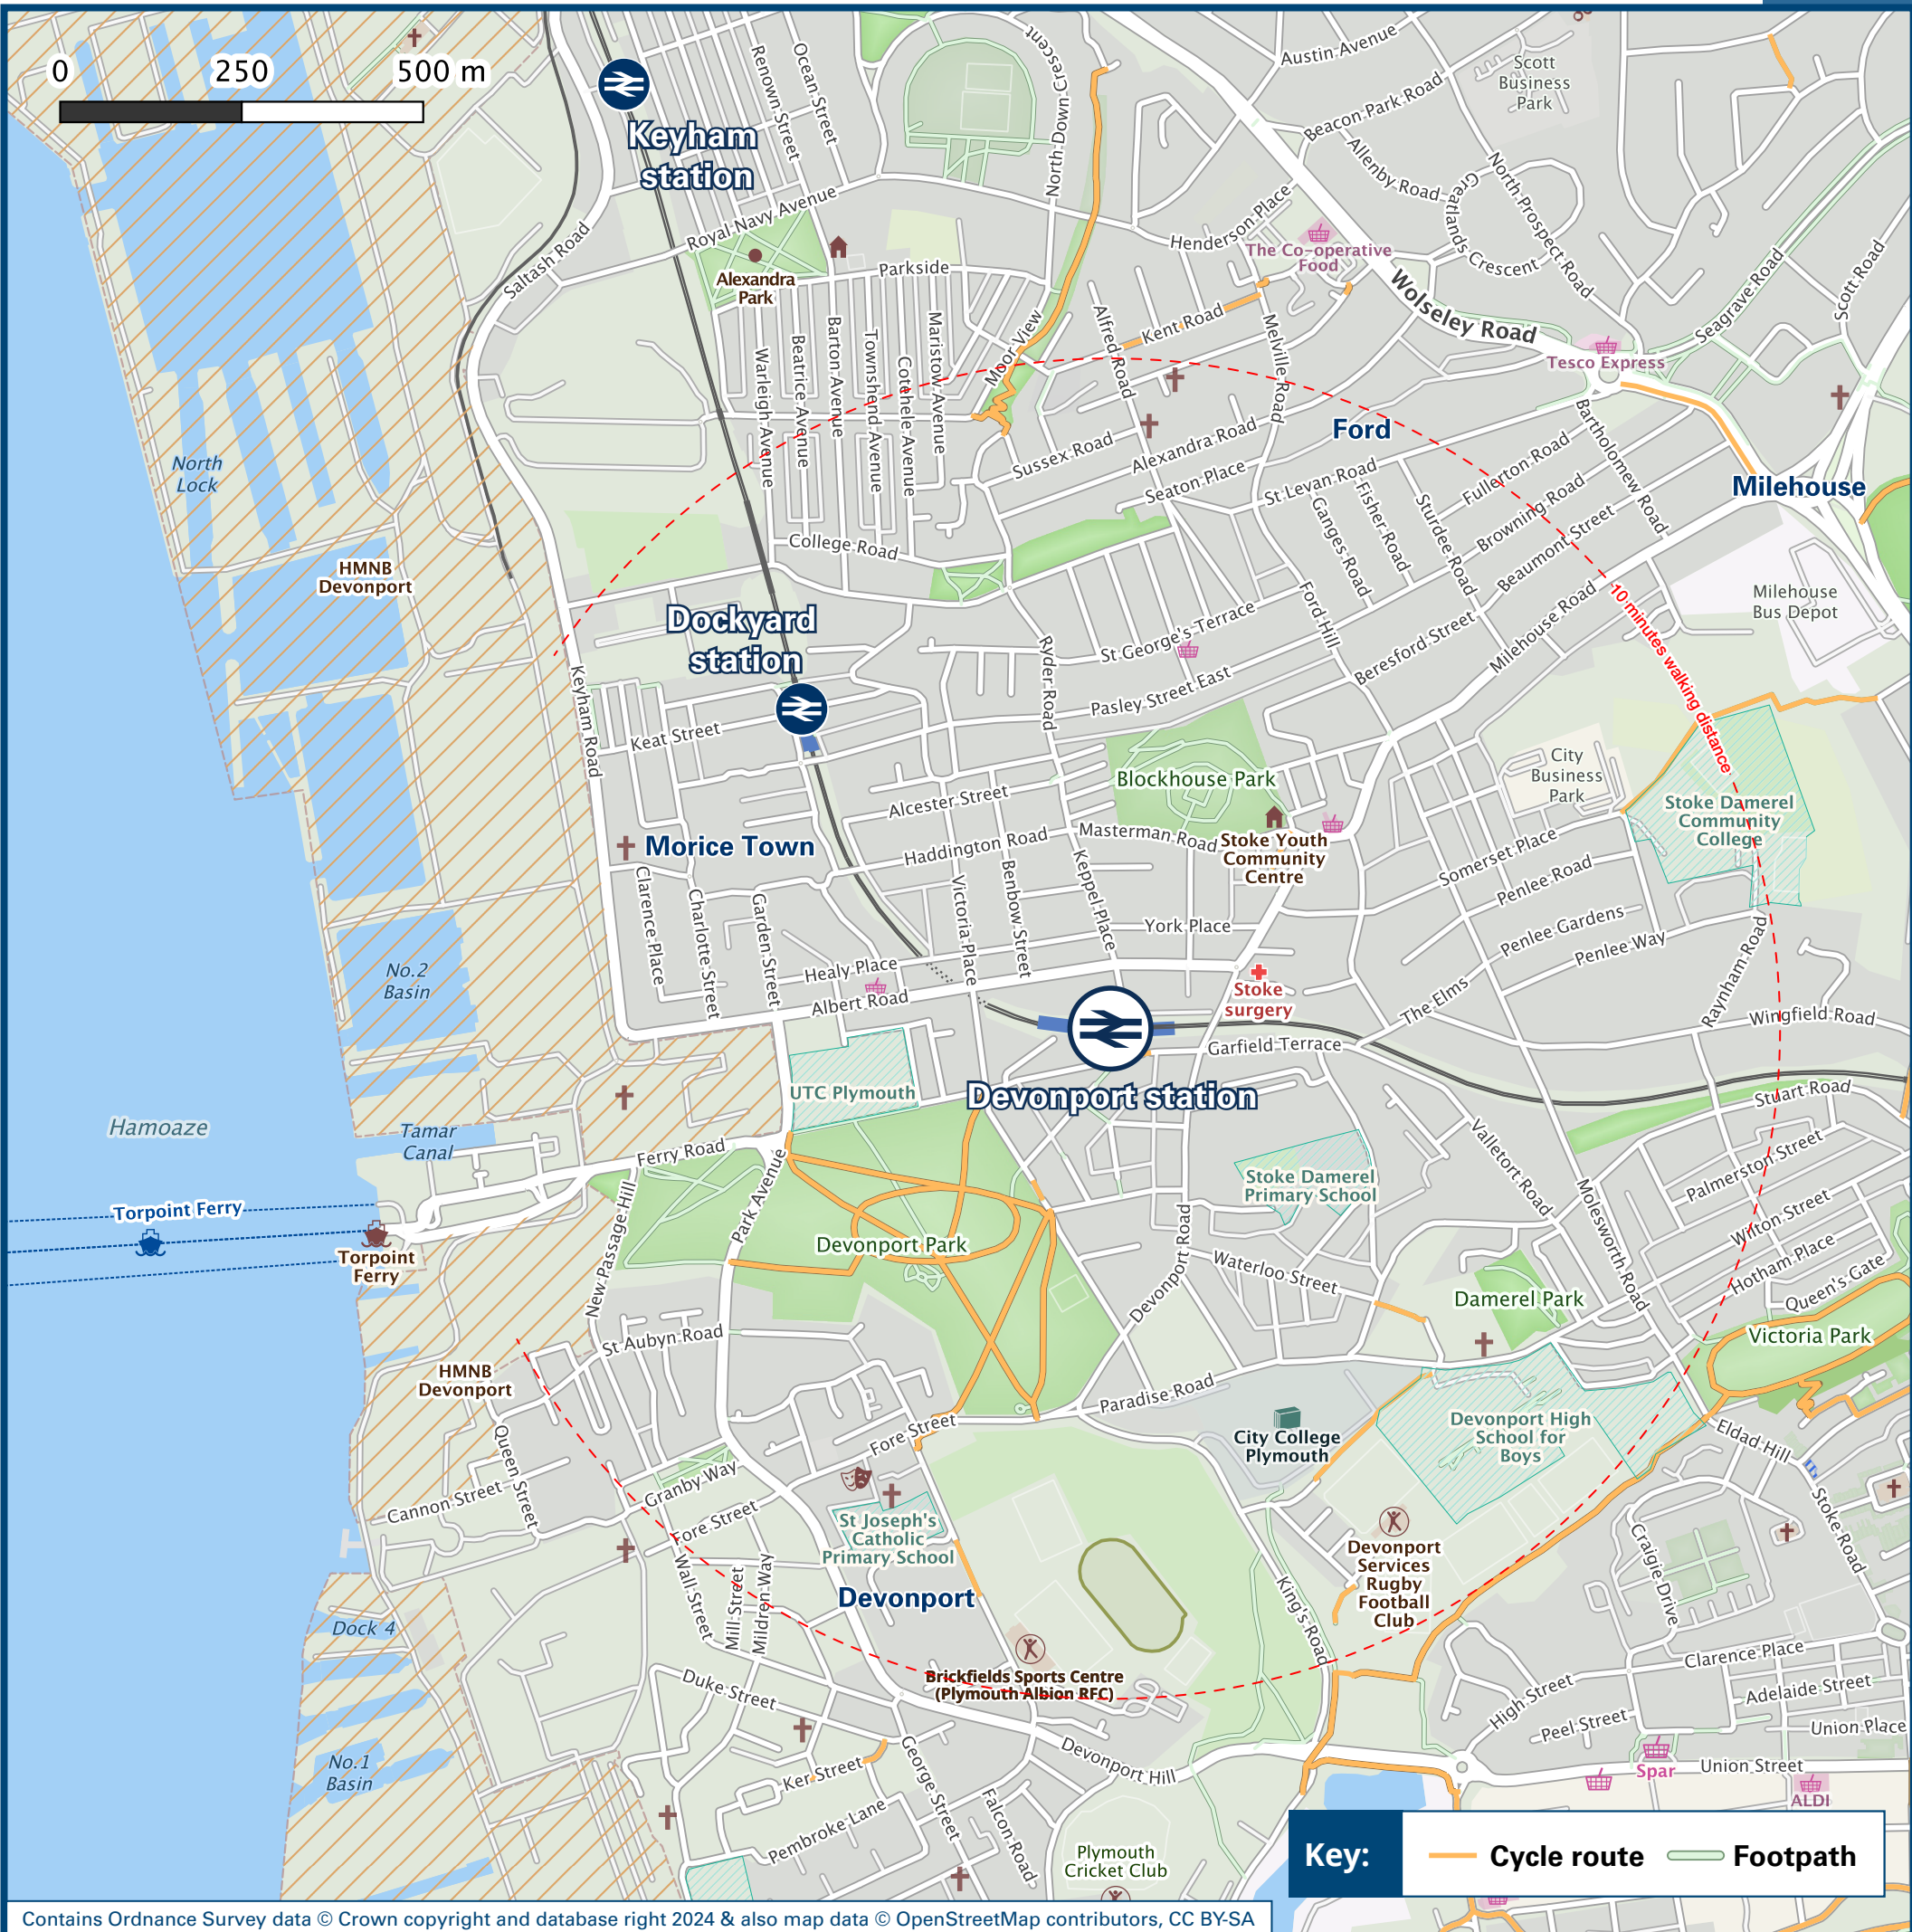 0 250 500 m
Keyham
station
Renown Street
Ocean Street
North Down Crescent
Austin Avenue
Scott
Business
Park
Beacon Park Road
Allenby Road
Greatlands Crescent
North Prospect Road
Royal Navy Avenue
Saltash Road
Alexandra
Park
Parkside
Henderson Place
The Co-operative
Food
Wolseley Road
Seagrave Road
Scott Road
Kent Road
Alfred Road
Melville Road
Moor View
Tesco Express
Warleigh Avenue
Beatrice Avenue
Barton Avenue
Townshend Avenue
Cotehele Avenue
Maristow Avenue
Ford
Sussex Road
Alexandra Road
Seaton Place
St Levan Road
Fullerton Road
Bartholomew Road
Browning Road
Beaumont Street
Milehouse
North
Lock
Ganges Road
Fisher Road
Sturdee Road
College Road
HMNB
Devonport
Milehouse
Bus Depot
10 minutes walking distance
Dockyard
station
Ford Hill
St George's Terrace
Beresford Street
Milehouse Road
Ryder Road
Pasley Street East
Keyham Road
Keat Street
Blockhouse Park
City
Business
Park
Stoke Damerel
Community
College
Alcester Street
Morice Town
Haddington Road
Masterman Road
Stoke Youth
Community
Centre
Somerset Place
Penlee Road
Clarence Place
Charlotte Street
Garden Street
Victoria Place
Benbow Street
Keppel Place
York Place
Penlee Gardens
Penlee Way
Raynham Road
Healy Place
Albert Road
No.2
Basin
Stoke
surgery
The Elms
Wingfield Road
Garfield Terrace
UTC Plymouth
Devonport station
Stuart Road
Hamoaze
Tamar
Canal
Ferry Road
Park Avenue
Valletort Road
Palmerston Street
Stoke Damerel
Primary School
Torpoint Ferry
Torpoint
Ferry
New Passage Hill
Devonport Park
Devonport Road
Waterloo Street
Molesworth Road
Wilton Street
Hotham Place
Queen's Gate
Damerel Park
Victoria Park
St Aubyn Road
HMNB
Devonport
Paradise Road
Fore Street
City College
Plymouth
Devonport High
School for
Boys
Eldad Hill
Queen Street
Cannon Street
Granby Way
Fore Street
St Joseph's
Catholic
Primary School
Devonport
Services
Rugby
Football
Club
Stoke Road
Craigie Drive
Wall Street
Mill Street
Mildren Way
Devonport
King's Road
Dock 4
Brickfields Sports Centre
(Plymouth Albion RFC)
Clarence Place
Adelaide Street
Duke Street
High Street
Peel Street
Union Place
No.1
Basin
Ker Street
George Street
Devonport Hill
Spar
Union Street
ALDI
Pembroke Lane
Falcon Road
Plymouth
Cricket Club
Key: Cycle route Footpath
Contains Ordnance Survey data © Crown copyright and database right 2024 & also map data © OpenStreetMap contributors, CC BY-SA